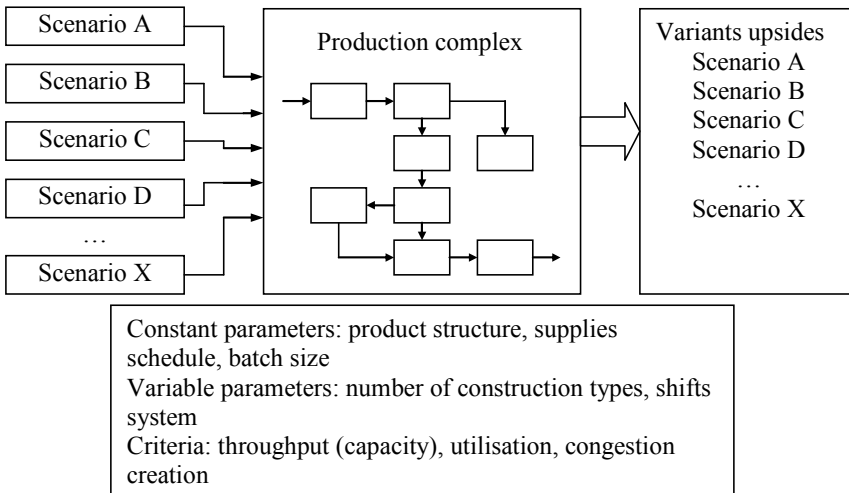 Scenario A
Scenario B
Scenario C
Scenario D
…
Scenario X
Production complex
Variants upsides
Scenario A
Scenario B
Scenario C
Scenario D
…
Scenario X
Constant parameters: product structure, supplies
schedule, batch size
Variable parameters: number of construction types, shifts
system
Criteria: throughput (capacity), utilisation, congestion
creation